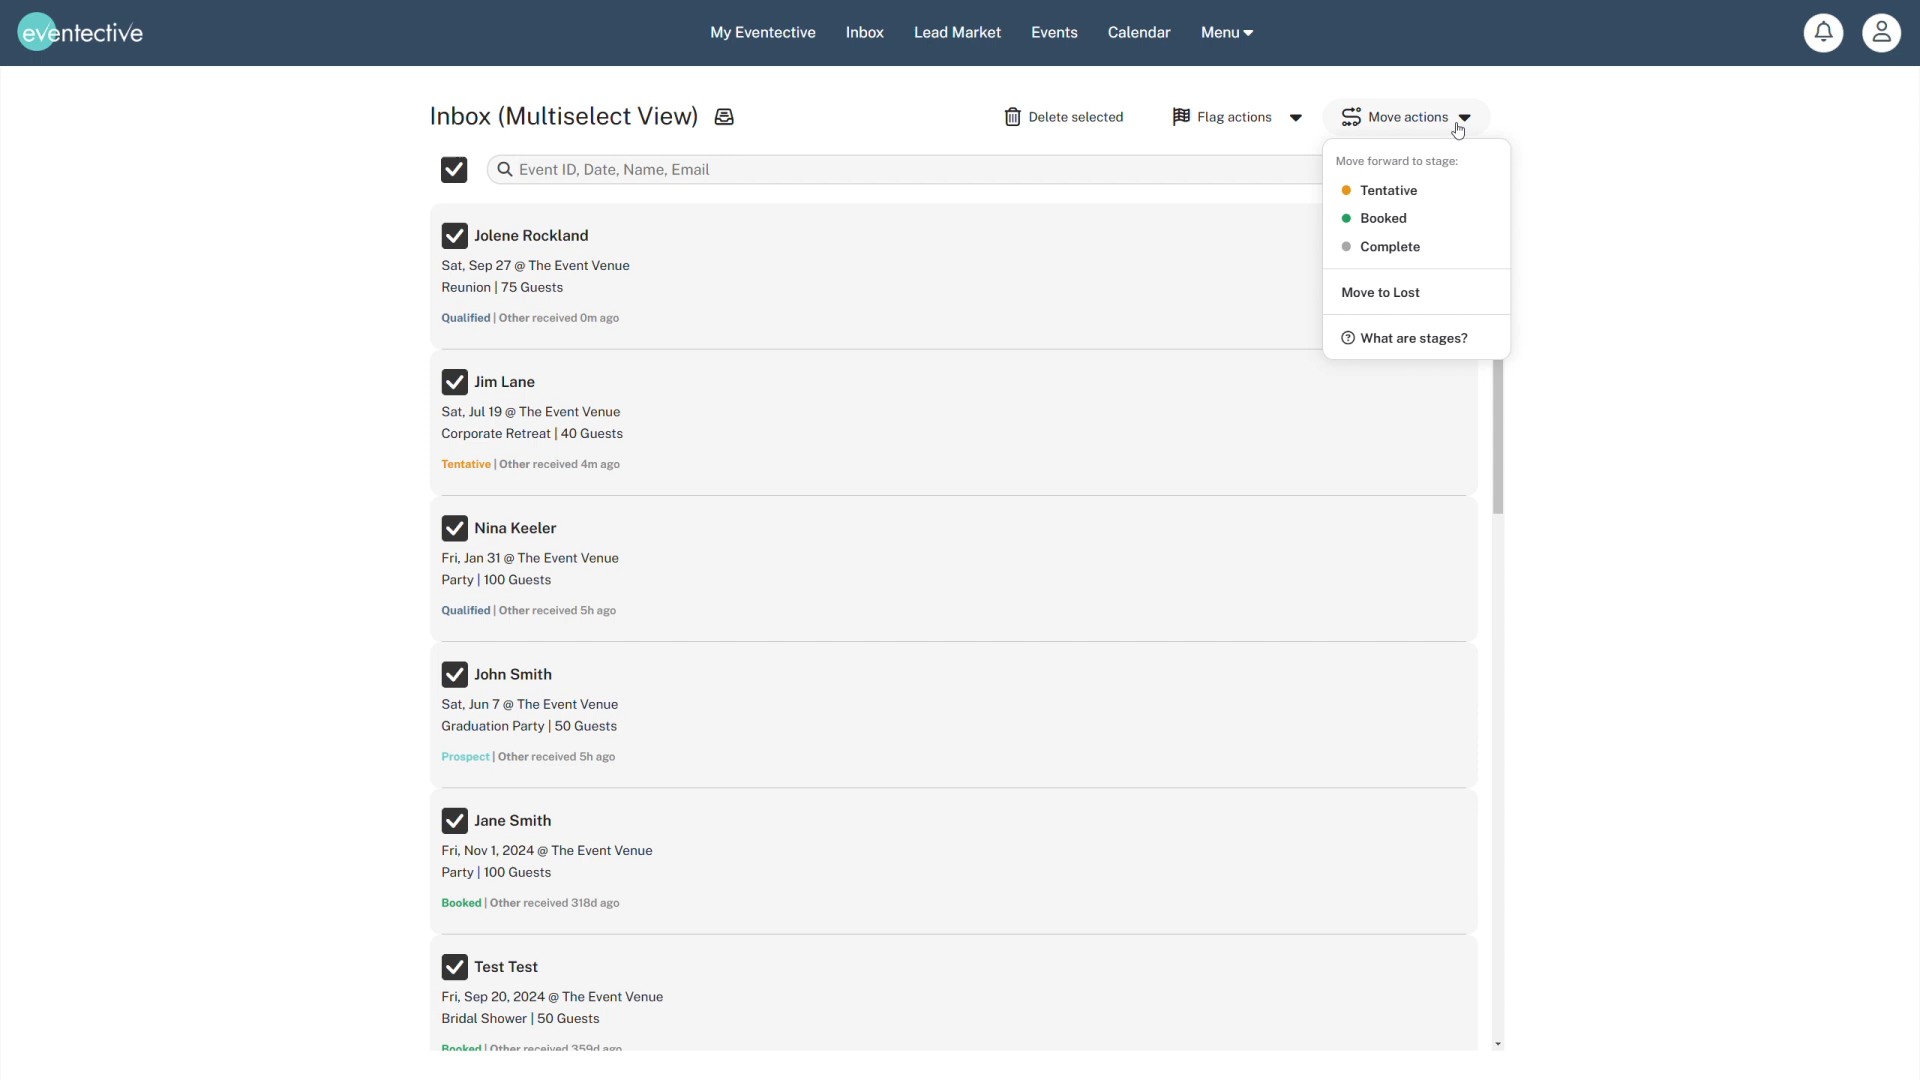 eventective
My Eventective Inbox Lead Market Events Calendar Menu
Inbox (Multiselect View)
Delete selected Flag actions Move actions
Event ID, Date, Name, Email
Move forward to stage:
Tentative
Booked
Complete
Move to Lost
What are stages?
Jolene Rockland
Sat, Sep 27 @ The Event Venue
Reunion | 75 Guests
Qualified | Other received 0m ago
Jim Lane
Sat, Jul 19 @ The Event Venue
Corporate Retreat | 40 Guests
Tentative | Other received 4m ago
Nina Keeler
Fri, Jan 31 @ The Event Venue
Party | 100 Guests
Qualified | Other received 5h ago
John Smith
Sat, Jun 7 @ The Event Venue
Graduation Party | 50 Guests
Prospect | Other received 5h ago
Jane Smith
Fri, Nov 1, 2024 @ The Event Venue
Party | 100 Guests
Booked | Other received 318d ago
Test Test
Fri, Sep 20, 2024 @ The Event Venue
Bridal Shower | 50 Guests
Booked | Other received 359d ago